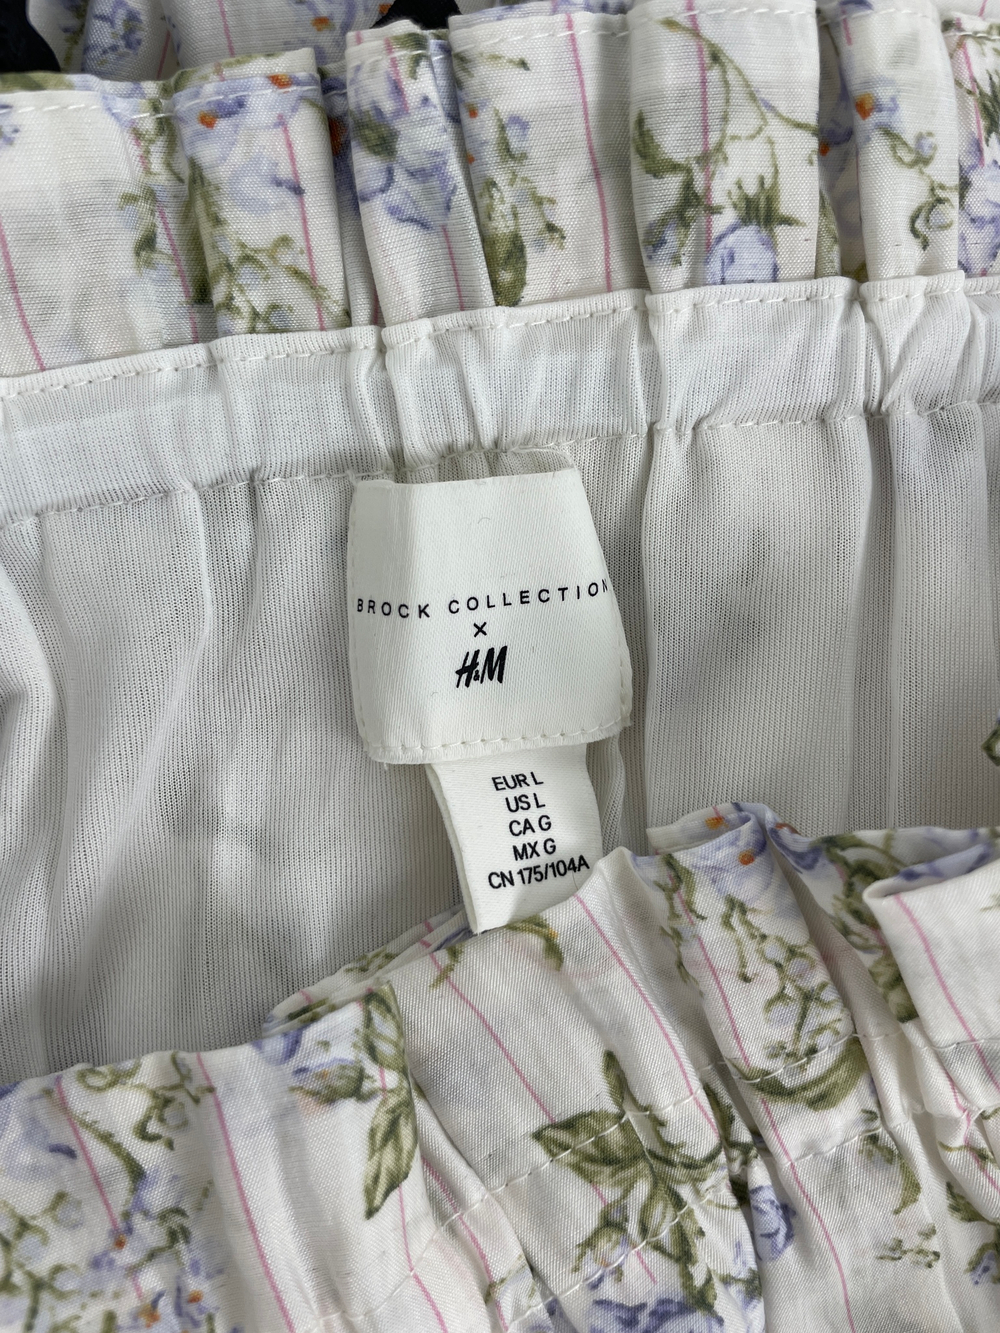 BROCK COLLECTION
X
H&M
EUR L
US L
CA G
MX G
CN 175/104A